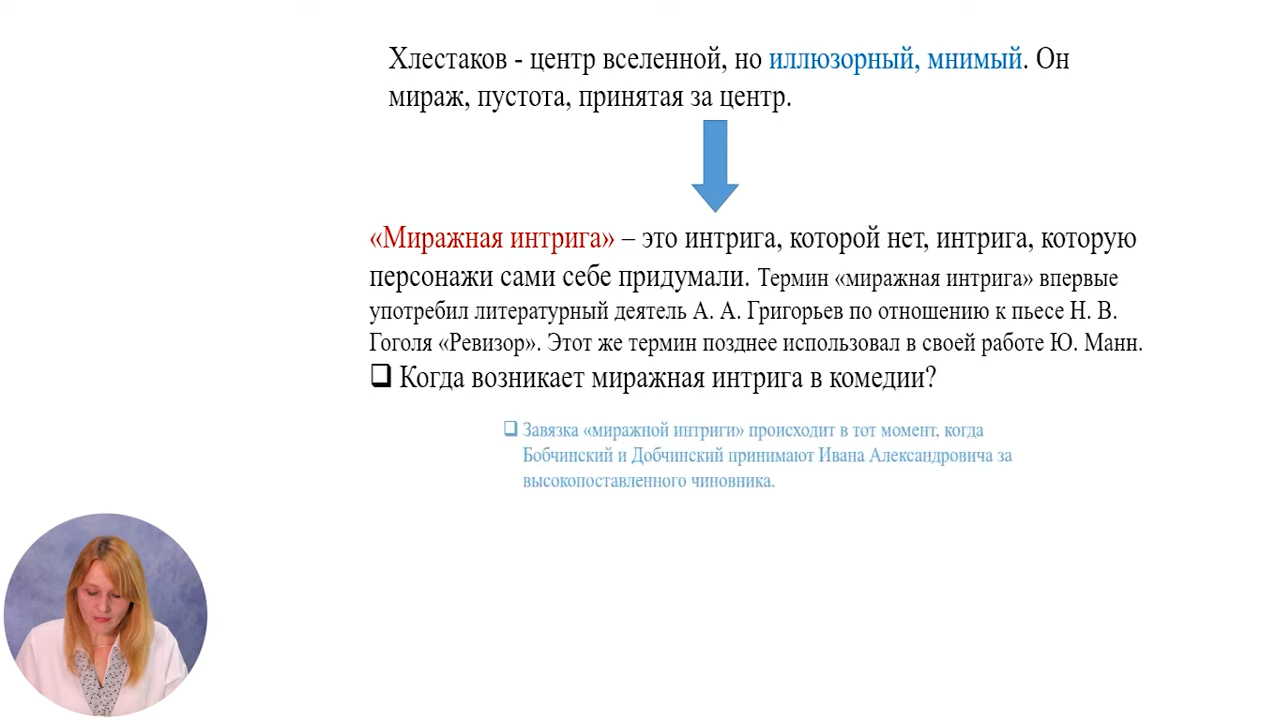 Хлестаков - центр вселенной, но иллюзорный, мнимый. Он
мираж, пустота, принятая за центр.
«Миражная интрига» – это интрига, которой нет, интрига, которую
персонажи сами себе придумали. Термин «миражная интрига» впервые
употребил литературный деятель А. А. Григорьев по отношению к пьесе Н. В.
Гоголя «Ревизор». Этот же термин позднее использовал в своей работе Ю. Манн.
❑ Когда возникает миражная интрига в комедии?
❑ Завязка «миражной интриги» происходит в тот момент, когда
Бобчинский и Добчинский принимают Ивана Александровича за
высокопоставленного чиновника.